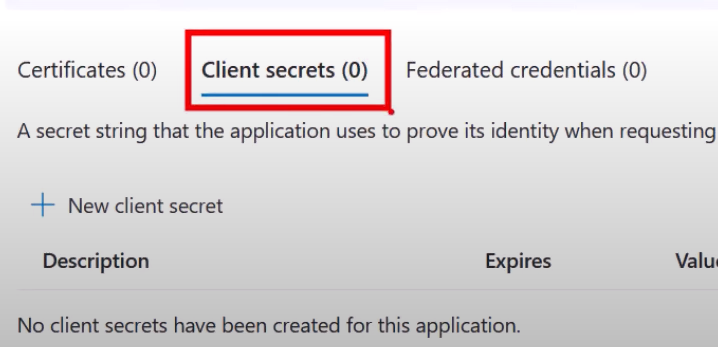 Certificates (0) Client secrets (0) Federated credentials (0)
A secret string that the application uses to prove its identity when requesting
New client secret
Description Expires
No client secrets have been created for this application.